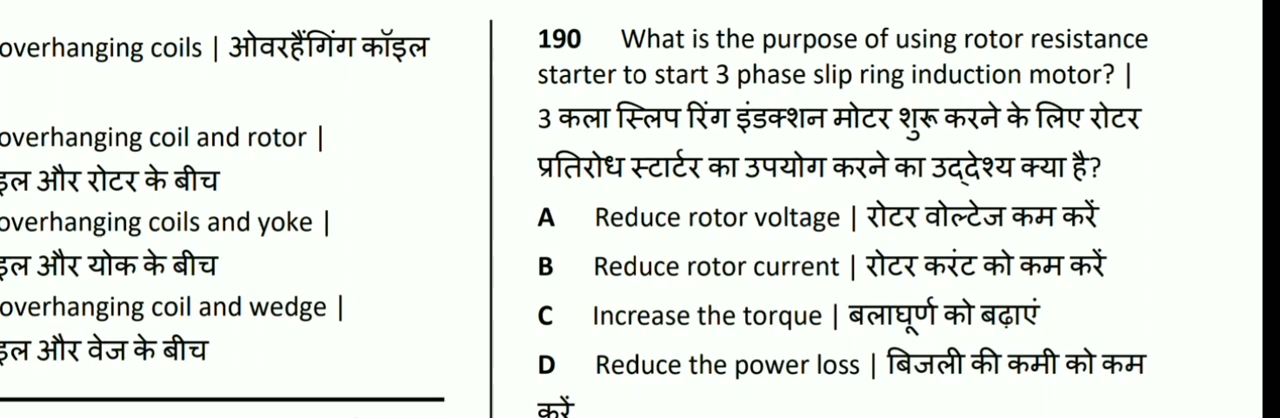 overhanging coils | ओवरहैंगिंग कॉइल
overhanging coil and rotor |
और रोटर के बीच
overhanging coils and yoke |
और योक के बीच
overhanging coil and wedge |
और वेज के बीच
190 What is the purpose of using rotor resistance
starter to start 3 phase slip ring induction motor? |
3 कला स्लिप रिंग इंडक्शन मोटर शुरू करने के लिए रोटर
प्रतिरोध स्टार्टर का उपयोग करने का उद्देश्य क्या है?
A Reduce rotor voltage | रोटर वोल्टेज कम करें
B Reduce rotor current | रोटर करंट को कम करें
C Increase the torque | बलाघूर्ण को बढ़ाएं
D Reduce the power loss | बिजली की कमी को कम
करें